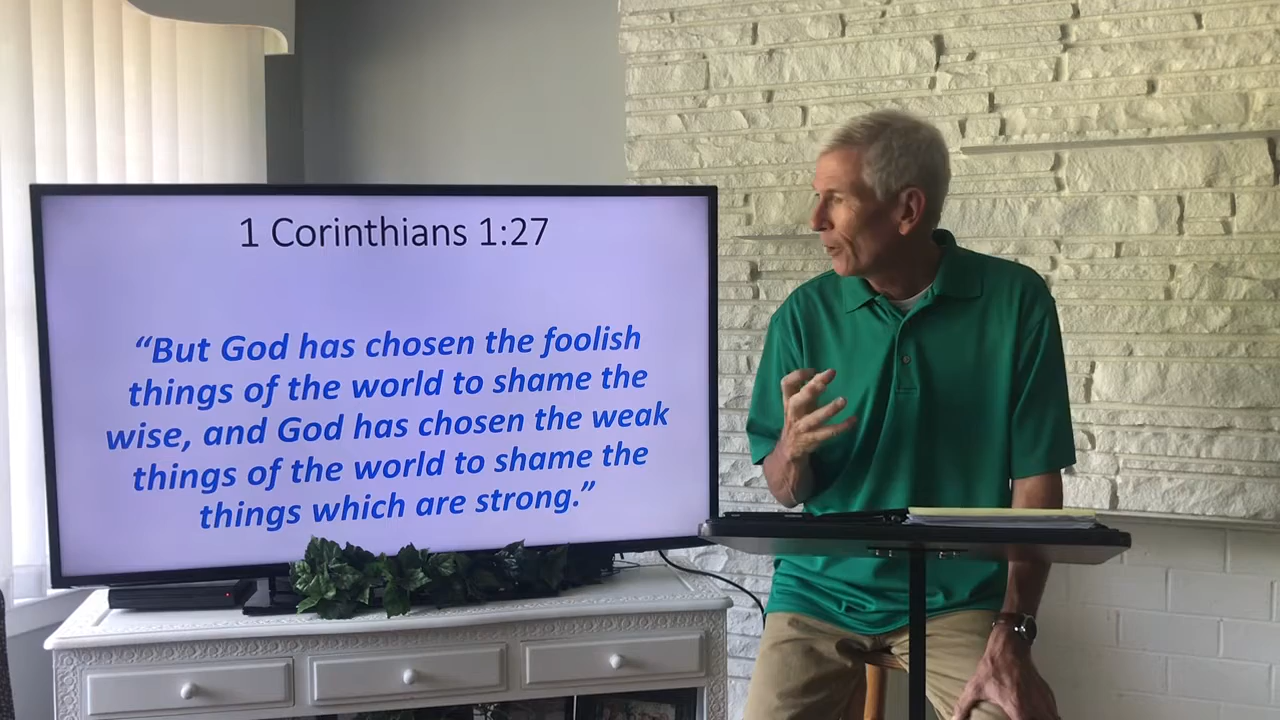 1 Corinthians 1:27
“But God has chosen the foolish
things of the world to shame the
wise, and God has chosen the weak
things of the world to shame the
things which are strong.”